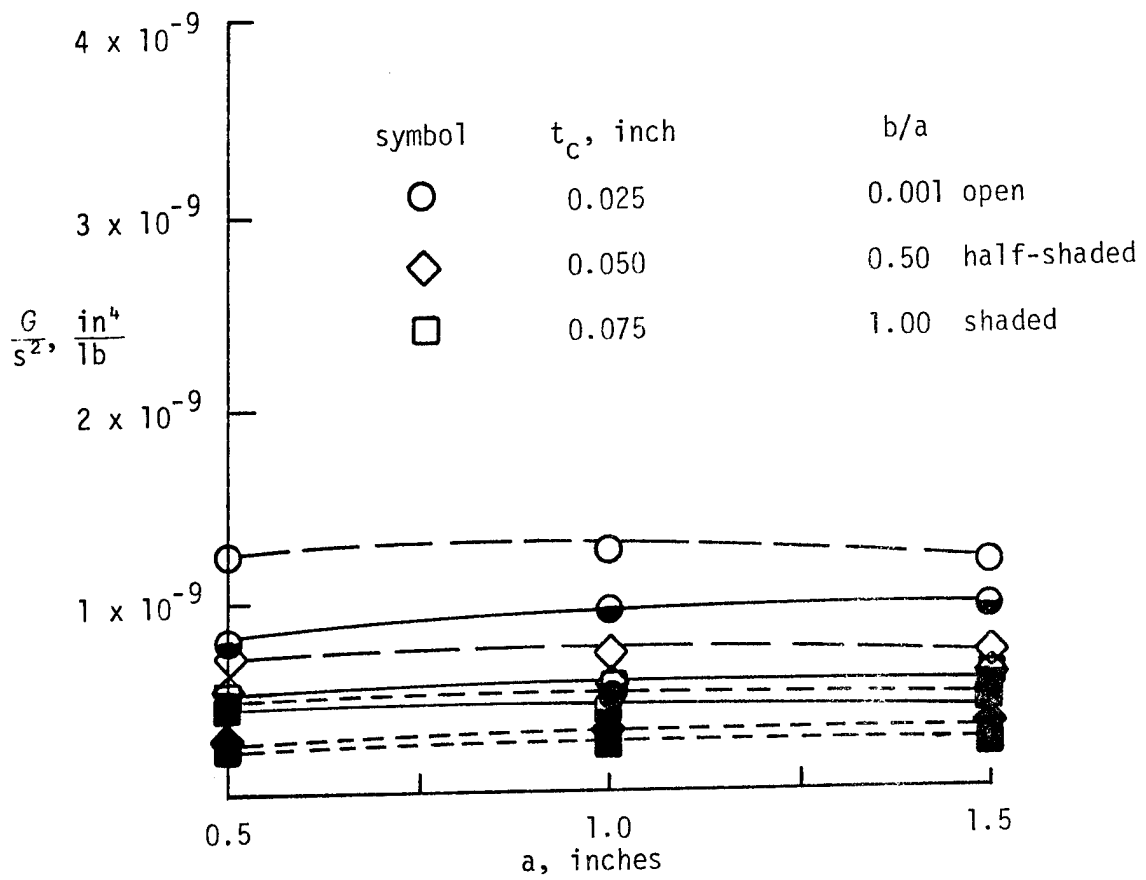 4 x 10⁻⁹
symbol t_c, inch b/a
0.025 0.001 open
3 x 10⁻⁹
0.050 0.50 half-shaded
0.075 1.00 shaded
G/s², in⁴/lb
2 x 10⁻⁹
1 x 10⁻⁹
0.5 1.0 1.5
a, inches